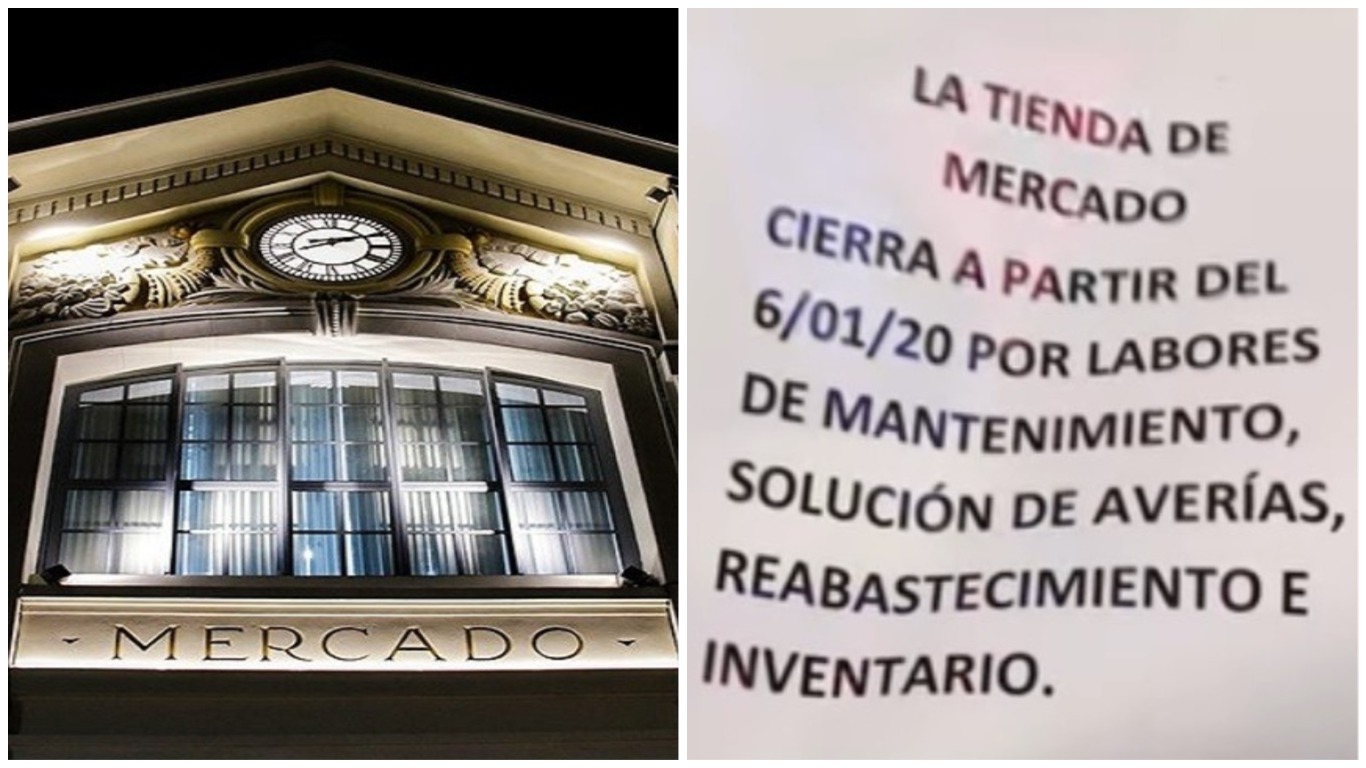 · MERCADO ·
LA TIENDA DE
MERCADO
CIERRA A PARTIR DEL
6/01/20 POR LABORES
DE MANTENIMIENTO,
SOLUCIÓN DE AVERÍAS,
REABASTECIMIENTO E
INVENTARIO.